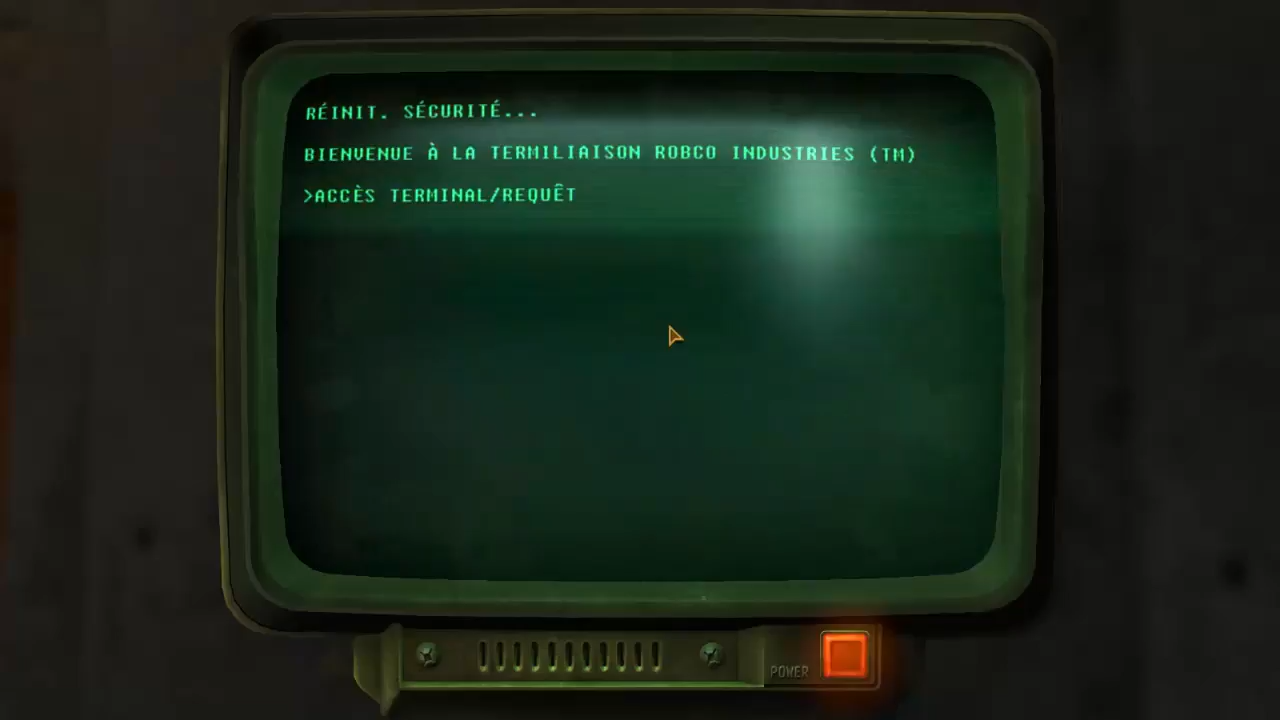 RÉINIT. SÉCURITÉ...
BIENVENUE À LA TERMILIAISON ROBCO INDUSTRIES (TM)
>ACCÈS TERMINAL/REQUÊT
POWER